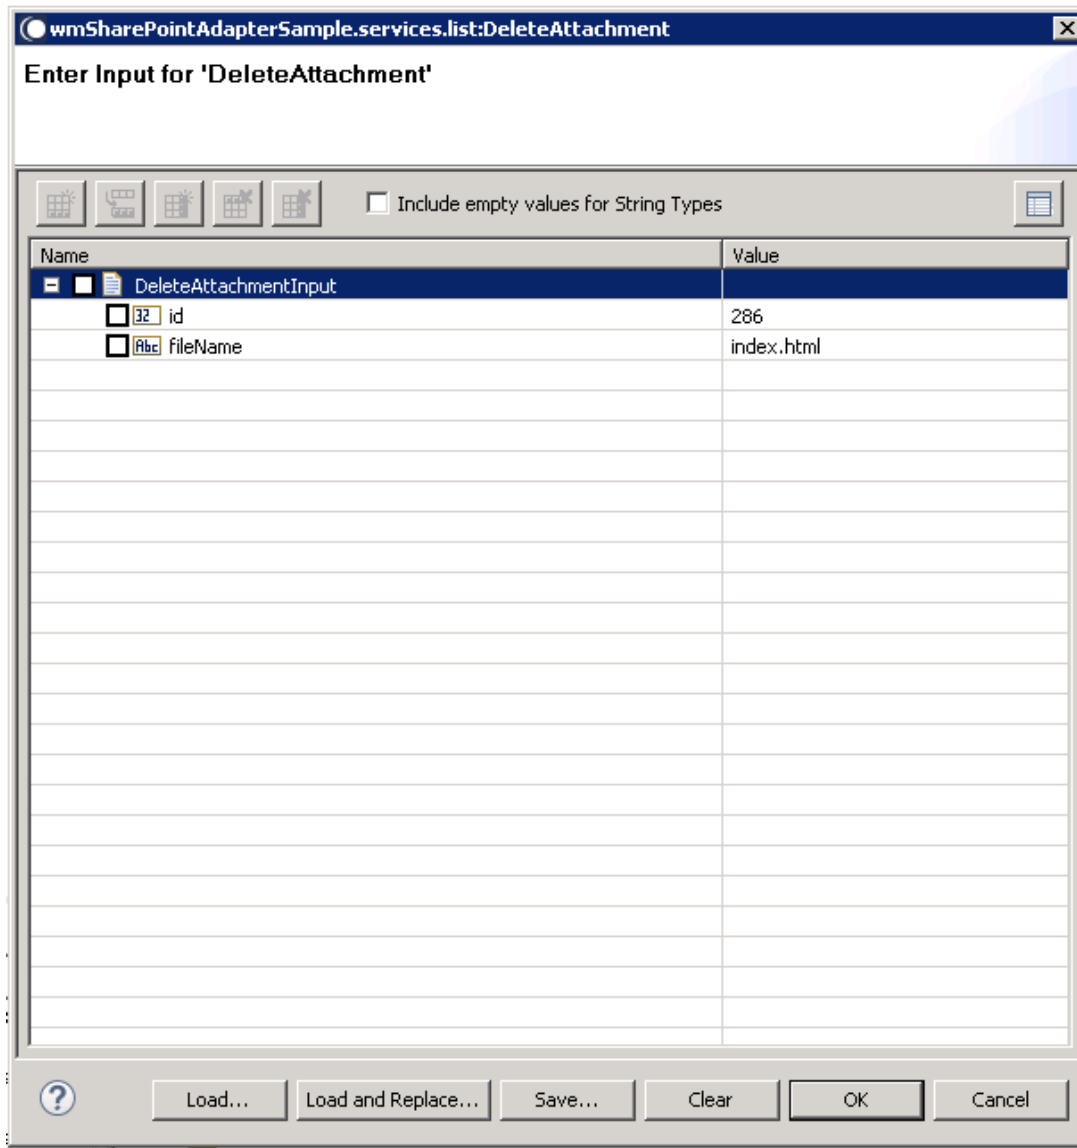 wmSharePointAdapterSample.services.list:DeleteAttachment
Enter Input for 'DeleteAttachment'
Include empty values for String Types
Name Value
DeleteAttachmentInput
32 id 286
Abc fileName index.html
? Load... Load and Replace... Save... Clear OK Cancel